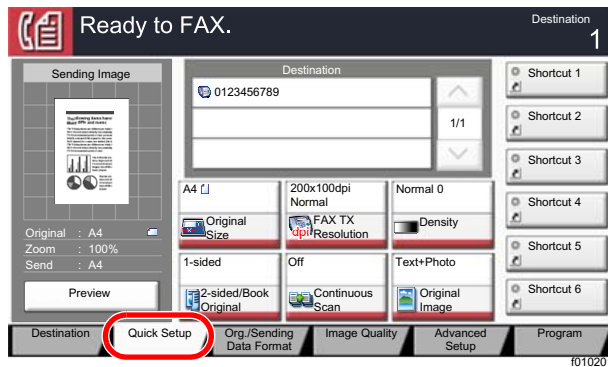 Ready to FAX.
Destination
1
Sending Image
Original : A4
Zoom : 100%
Send : A4
Preview
Destination
0123456789
1/1
A4
Original
Size
200x100dpi
Normal
dpi
FAX TX
Resolution
Normal 0
Density
1-sided
2-sided/Book
Original
Off
Continuous
Scan
Text+Photo
Original
Image
Shortcut 1
Shortcut 2
Shortcut 3
Shortcut 4
Shortcut 5
Shortcut 6
Destination
Quick Setup
Org./Sending
Data Format
Image Quality
Advanced
Setup
Program
f01020